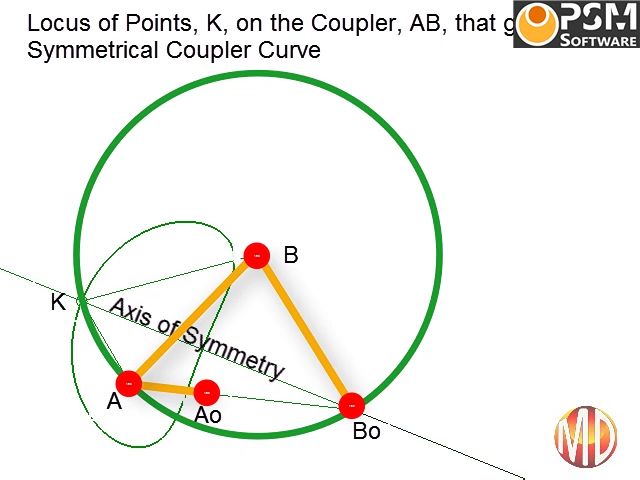 Locus of Points, K, on the Coupler, AB, that
Symmetrical Coupler Curve
PSM
SOFTWARE
B
K
Axis of Symmetry
A
Ao
Bo
MD